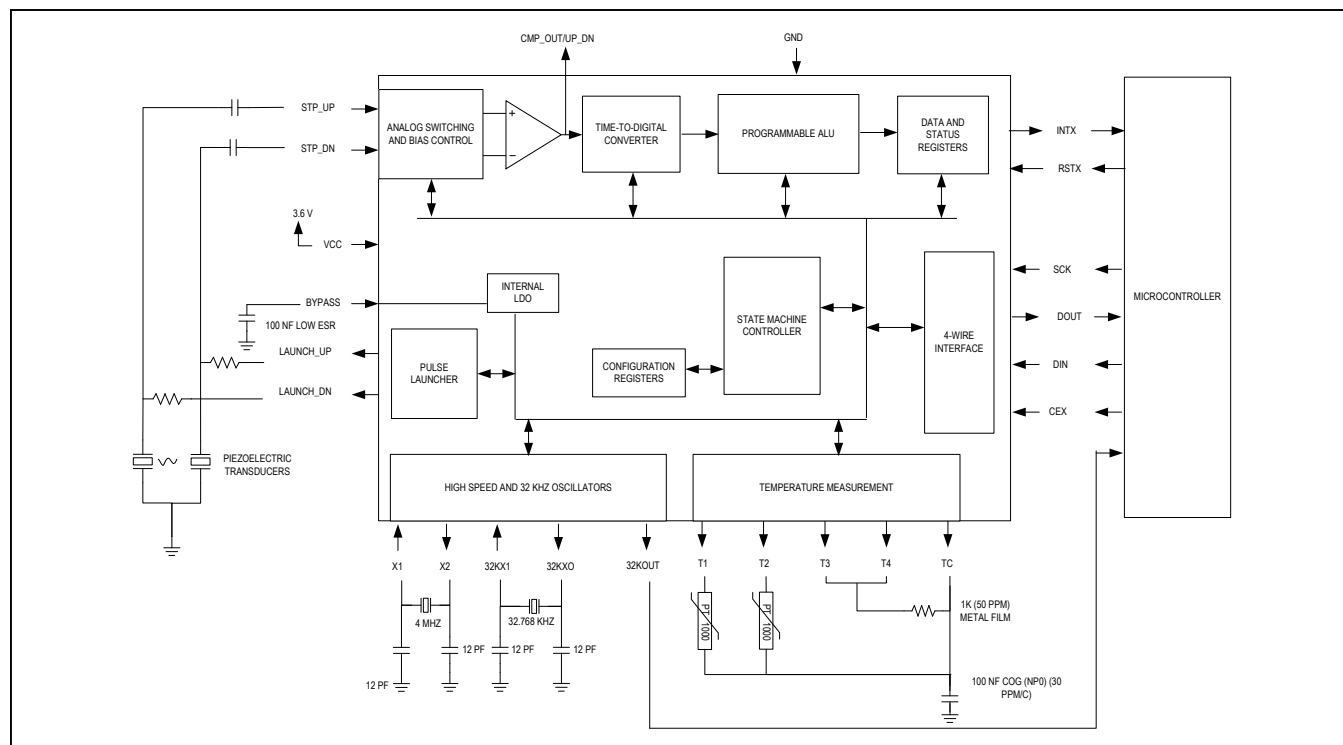 CMP_OUT/UP_DN
GND
STP_UP
STP_DN
ANALOG SWITCHING
AND BIAS CONTROL
+
−
TIME-TO-DIGITAL
CONVERTER
PROGRAMMABLE ALU
DATA AND
STATUS
REGISTERS
INTX
RSTX
3.6 V
VCC
BYPASS
100 NF LOW ESR
INTERNAL
LDO
STATE MACHINE
CONTROLLER
4-WIRE
INTERFACE
SCK
DOUT
DIN
CEX
MICROCONTROLLER
LAUNCH_UP
LAUNCH_DN
PULSE
LAUNCHER
CONFIGURATION
REGISTERS
PIEZOELECTRIC
TRANSDUCERS
HIGH SPEED AND 32 KHZ OSCILLATORS
TEMPERATURE MEASUREMENT
X1
X2
32KX1
32KXO
32KOUT
T1
T2
T3
T4
TC
4 MHZ
32.768 KHZ
PT 1000
PT 1000
1K (50 PPM)
METAL FILM
12 PF
12 PF
12 PF
12 PF
100 NF COG (NP0) (30
PPM/C)